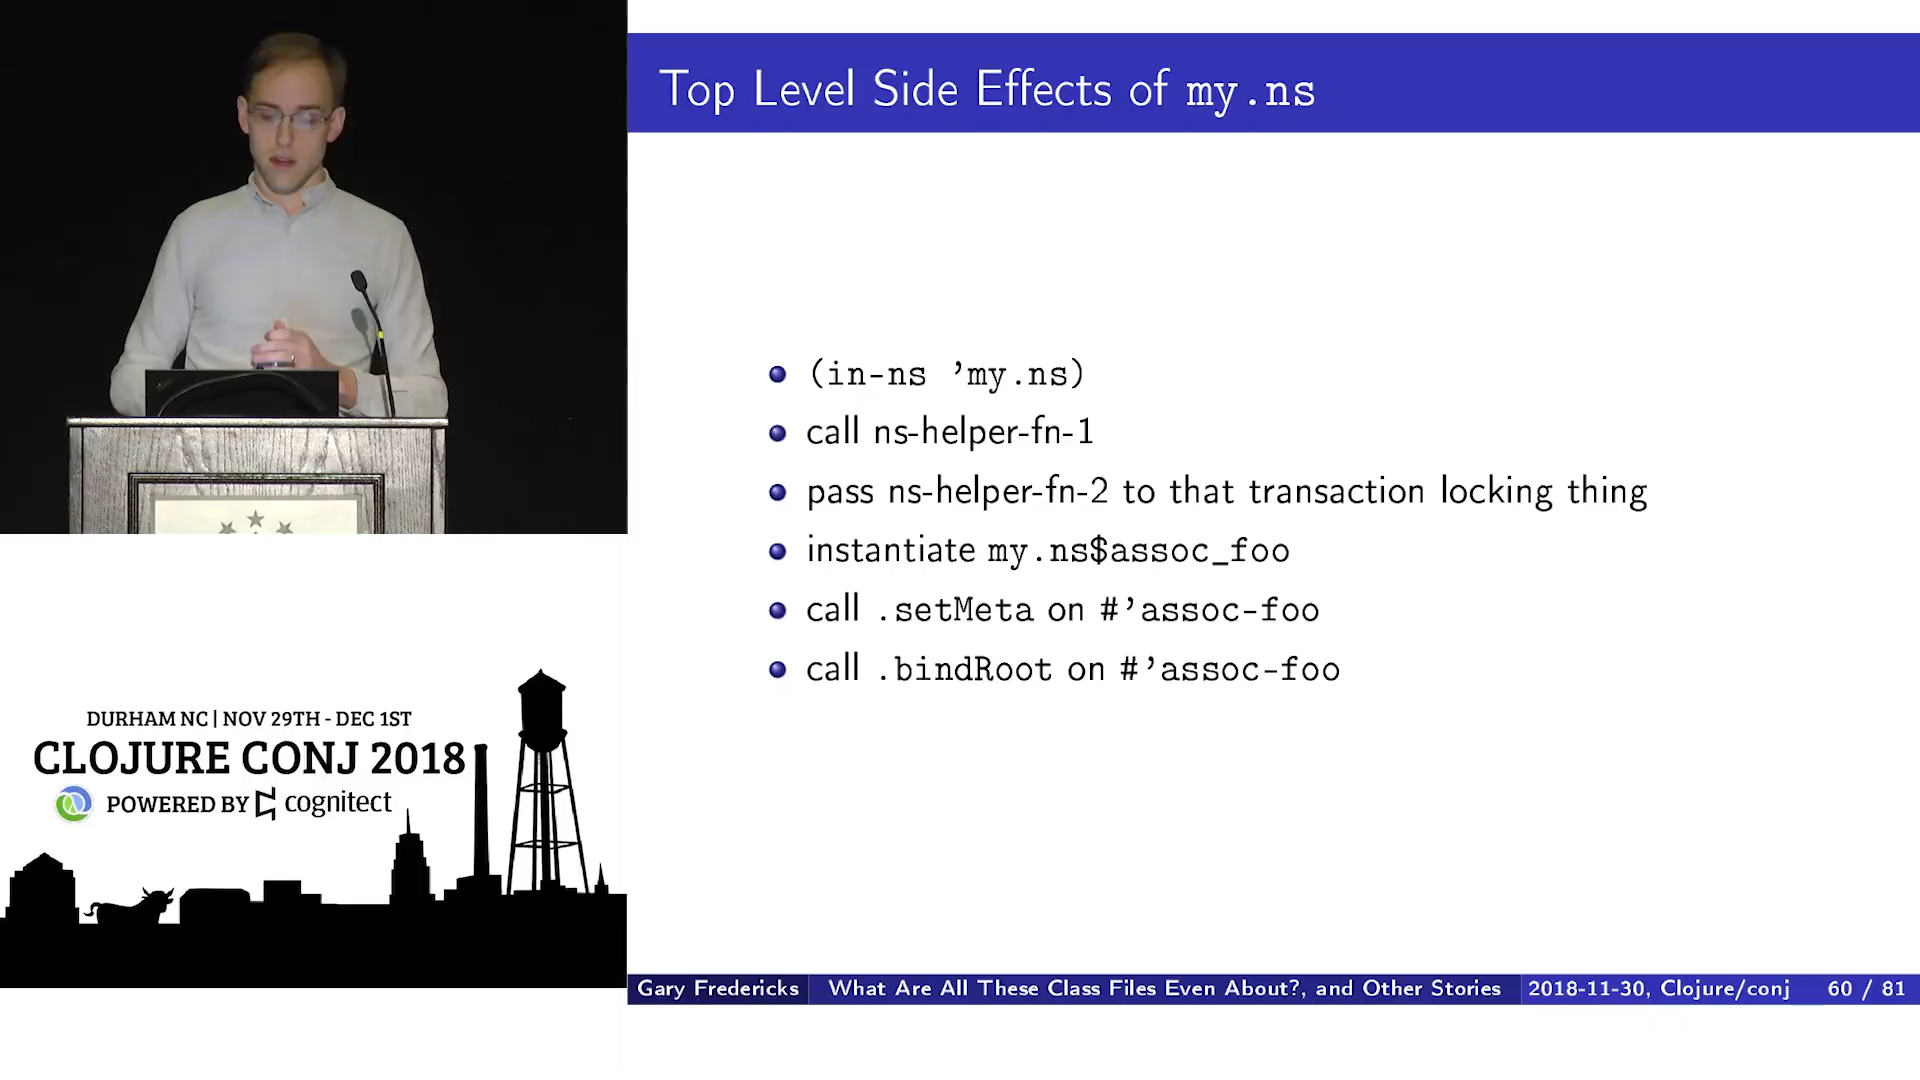 Top Level Side Effects of my.ns
(in-ns ’my.ns)
call ns-helper-fn-1
pass ns-helper-fn-2 to that transaction locking thing
instantiate my.ns$assoc_foo
call .setMeta on #’assoc-foo
call .bindRoot on #’assoc-foo
DURHAM NC | NOV 29TH - DEC 1ST
CLOJURE CONJ 2018
POWERED BY cognitect
Gary Fredericks What Are All These Class Files Even About?, and Other Stories 2018-11-30, Clojure/conj 60 / 81